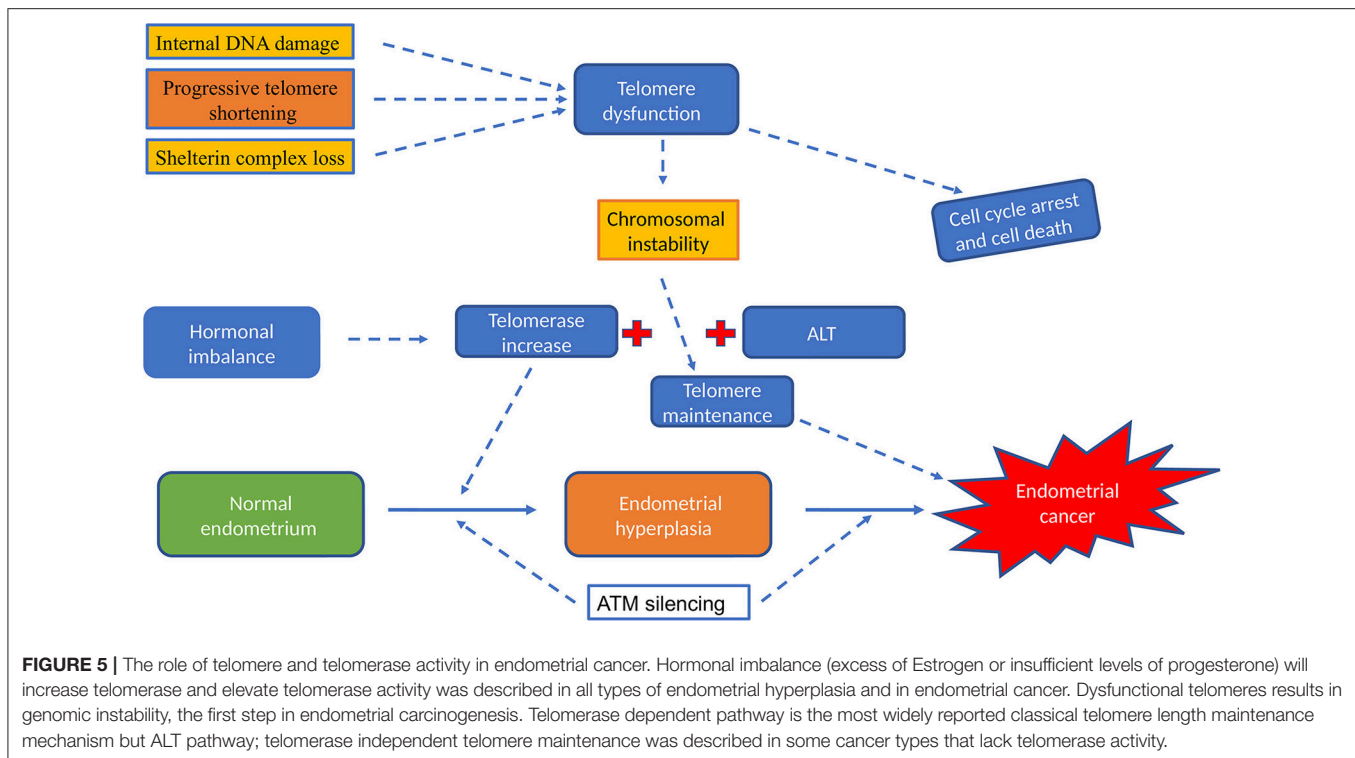 Internal DNA damage
Progressive telomere
shortening
Shelterin complex loss
Telomere
dysfunction
Cell cycle arrest
and cell death
Chromosomal
instability
Hormonal
imbalance
Telomerase
increase
ALT
Telomere
maintenance
Normal
endometrium
Endometrial
hyperplasia
Endometrial
cancer
ATM silencing
FIGURE 5 | The role of telomere and telomerase activity in endometrial cancer. Hormonal imbalance (excess of Estrogen or insufficient levels of progesterone) will
increase telomerase and elevate telomerase activity was described in all types of endometrial hyperplasia and in endometrial cancer. Dysfunctional telomeres results in
genomic instability, the first step in endometrial carcinogenesis. Telomerase dependent pathway is the most widely reported classical telomere length maintenance
mechanism but ALT pathway; telomerase independent telomere maintenance was described in some cancer types that lack telomerase activity.